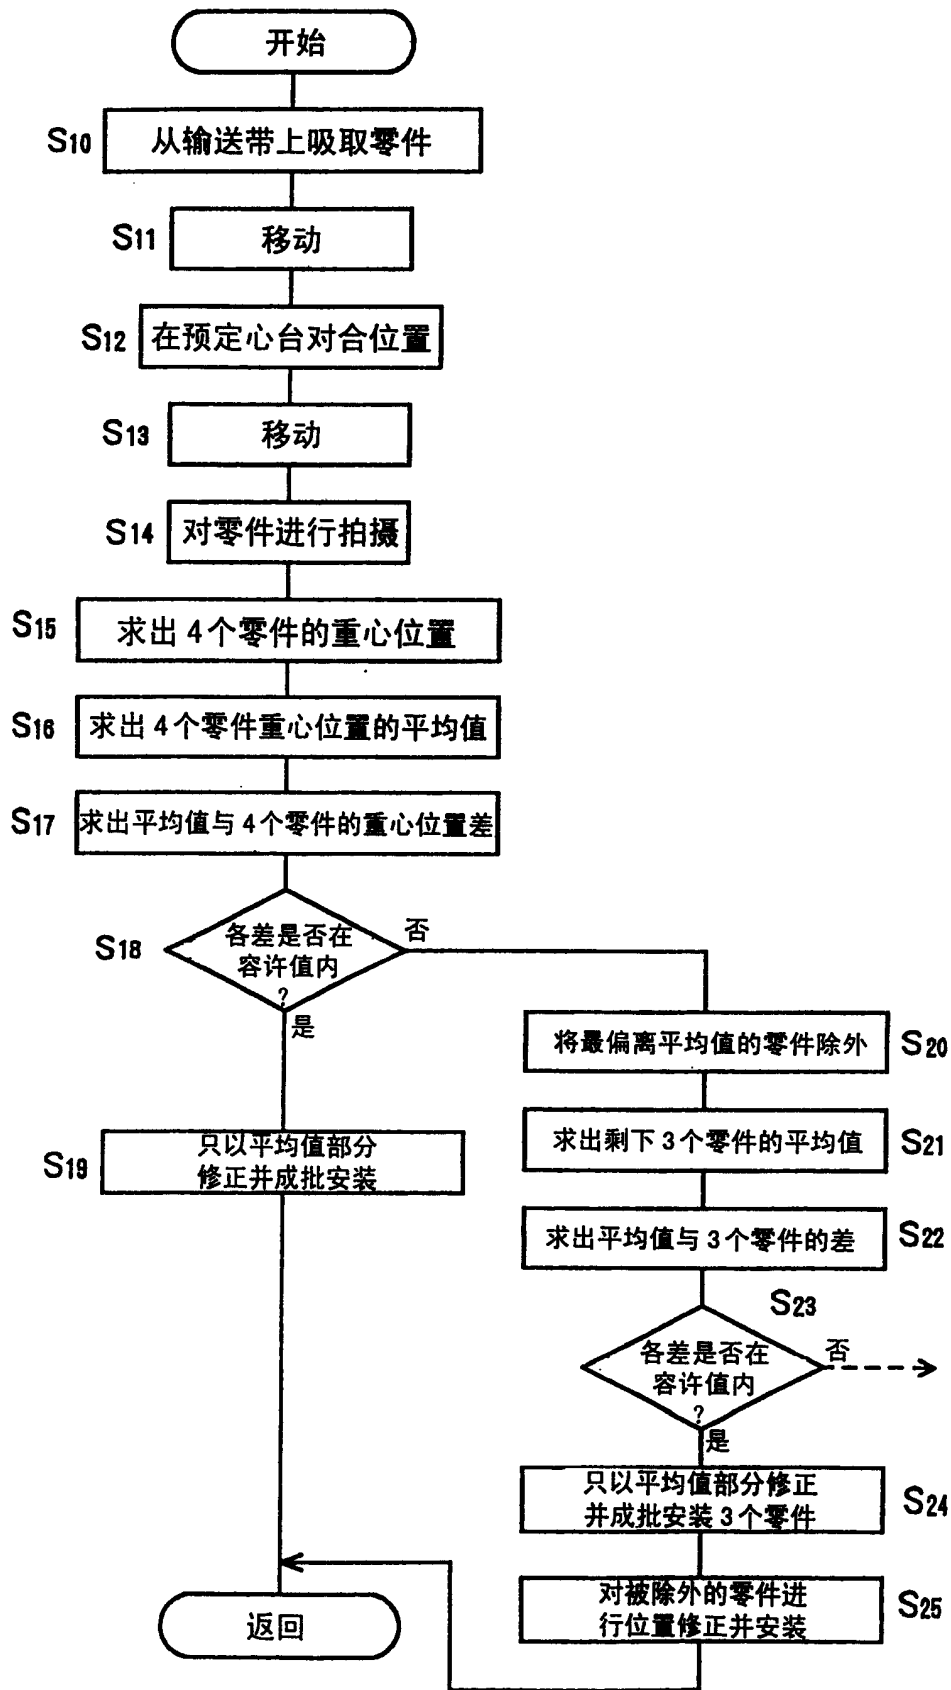 开始
S10
从输送带上吸取零件
S11
移动
S12
在预定心台对合位置
S13
移动
S14
对零件进行拍摄
S15
求出4个零件的重心位置
S16
求出4个零件重心位置的平均值
S17
求出平均值与4个零件的重心位置差
S18
各差是否在
容许值内
?
否
是
S19
只以平均值部分
修正并成批安装
将最偏离平均值的零件除外
S20
求出剩下3个零件的平均值
S21
求出平均值与3个零件的差
S22
S23
各差是否在
容许值内
?
否
是
只以平均值部分修正
并成批安装3个零件
S24
对被除外的零件进
行位置修正并安装
S25
返回